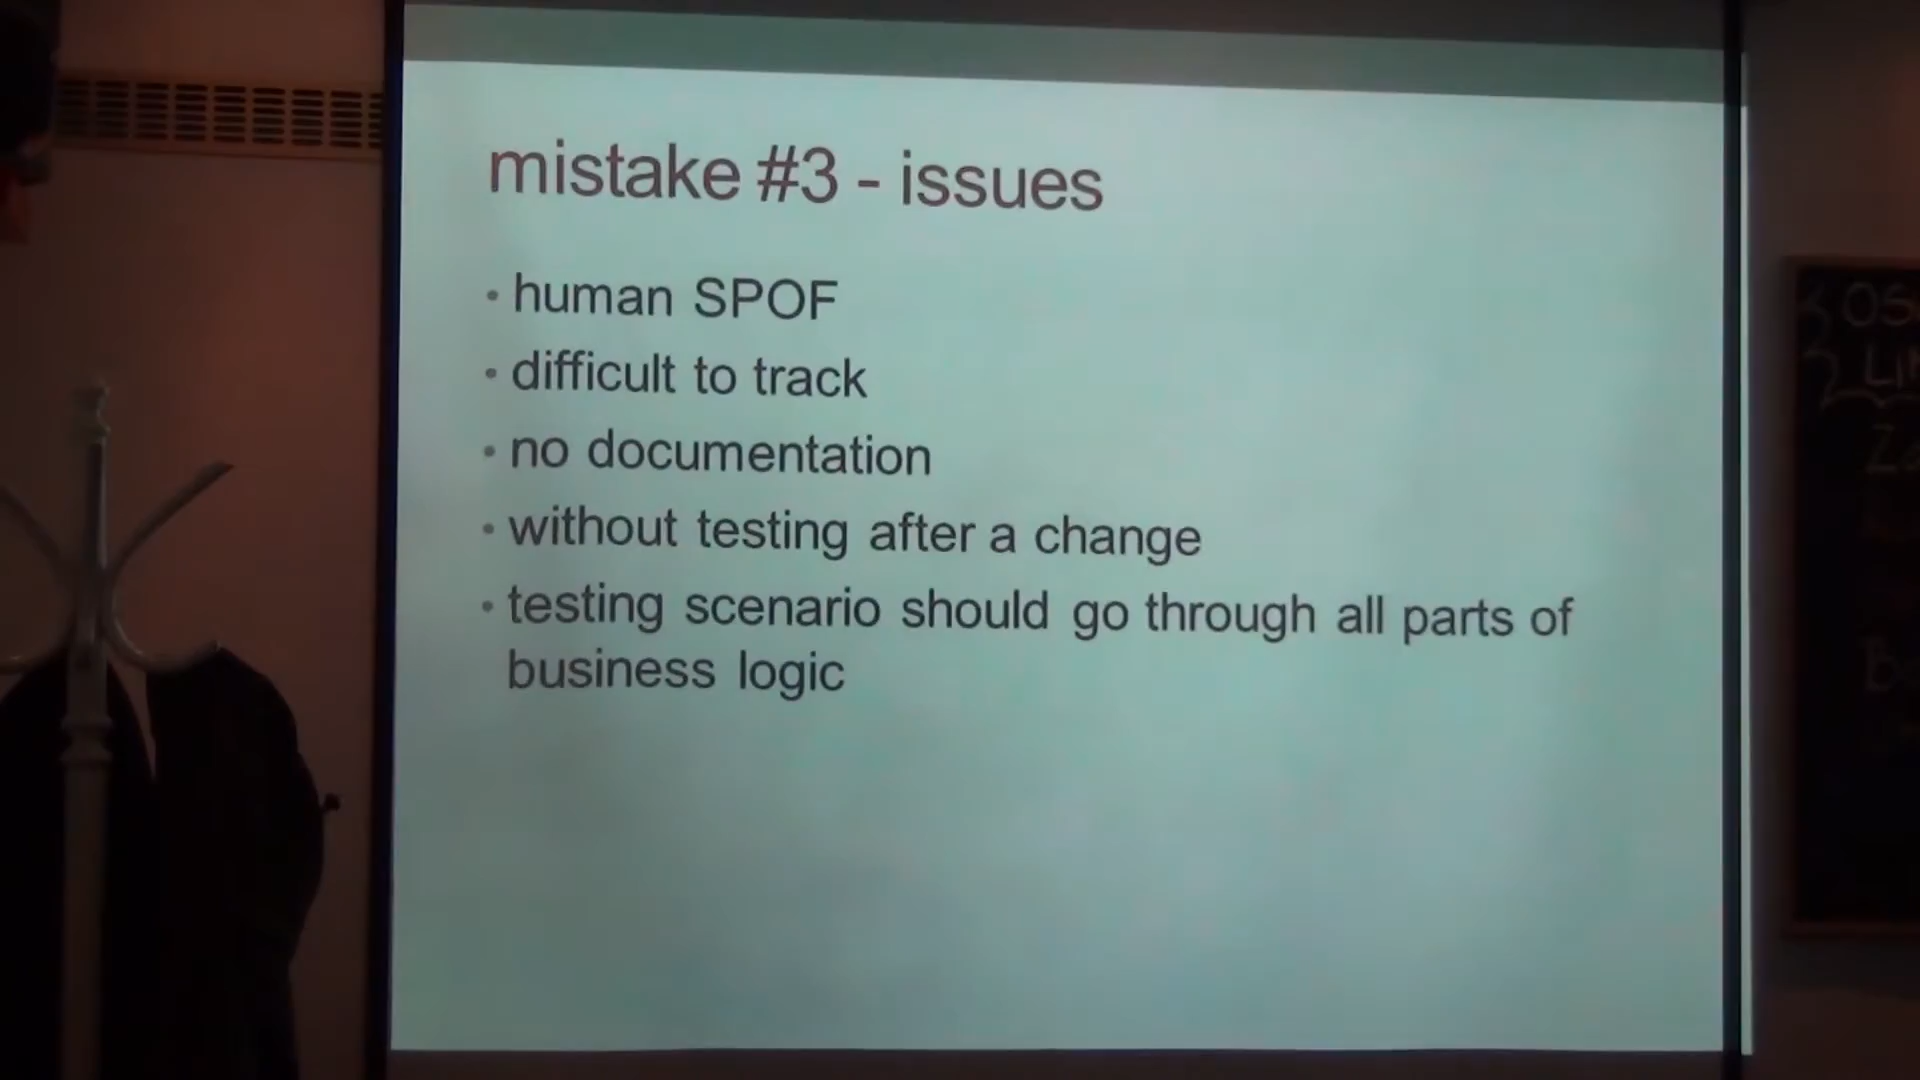 mistake #3 - issues
• human SPOF
• difficult to track
• no documentation
• without testing after a change
• testing scenario should go through all parts of
business logic